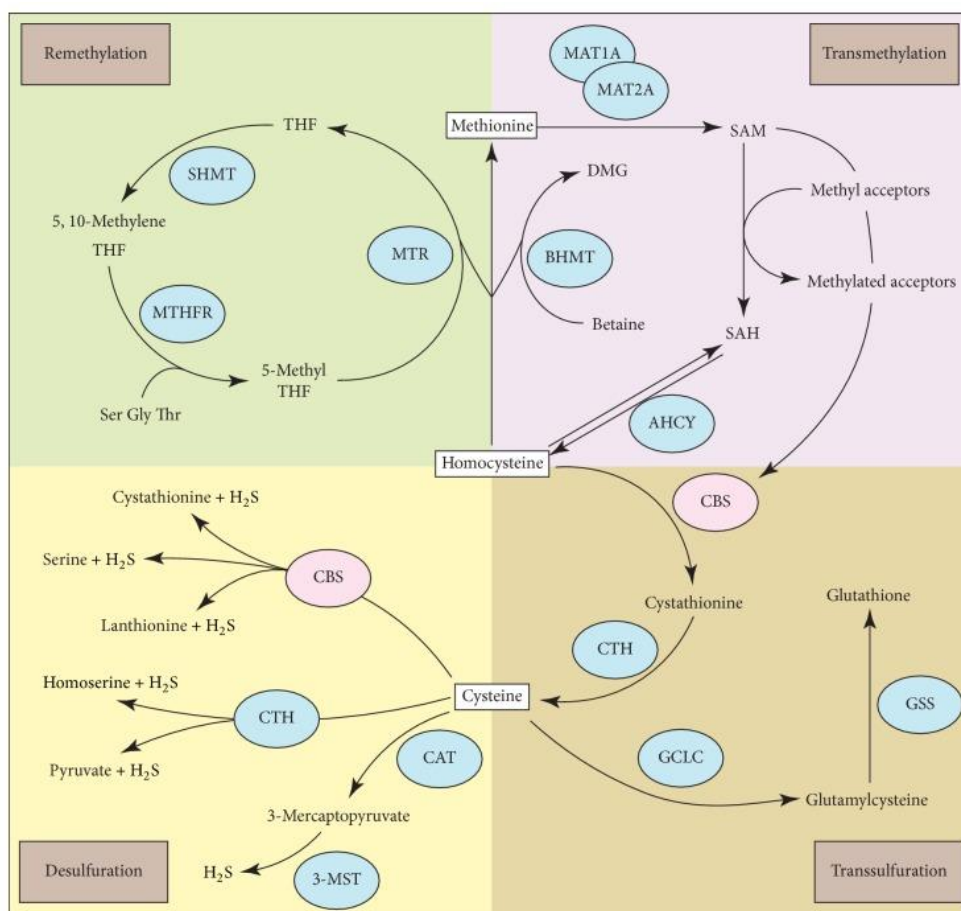 Remethylation
Transmethylation
MAT1A
MAT2A
THF
Methionine
SAM
SHMT
DMG
Methyl acceptors
5, 10-Methylene
THF
MTR
BHMT
Methylated acceptors
MTHFR
Betaine
SAH
5-Methyl
THF
Ser Gly Thr
AHCY
Homocysteine
CBS
Cystathionine + H₂S
Serine + H₂S
CBS
Lanthionine + H₂S
Cystathionine
Glutathione
CTH
Homoserine + H₂S
Cysteine
CTH
GSS
CAT
GCLC
Pyruvate + H₂S
Glutamylcysteine
3-Mercaptopyruvate
Desulfuration
H₂S
3-MST
Transsulfuration